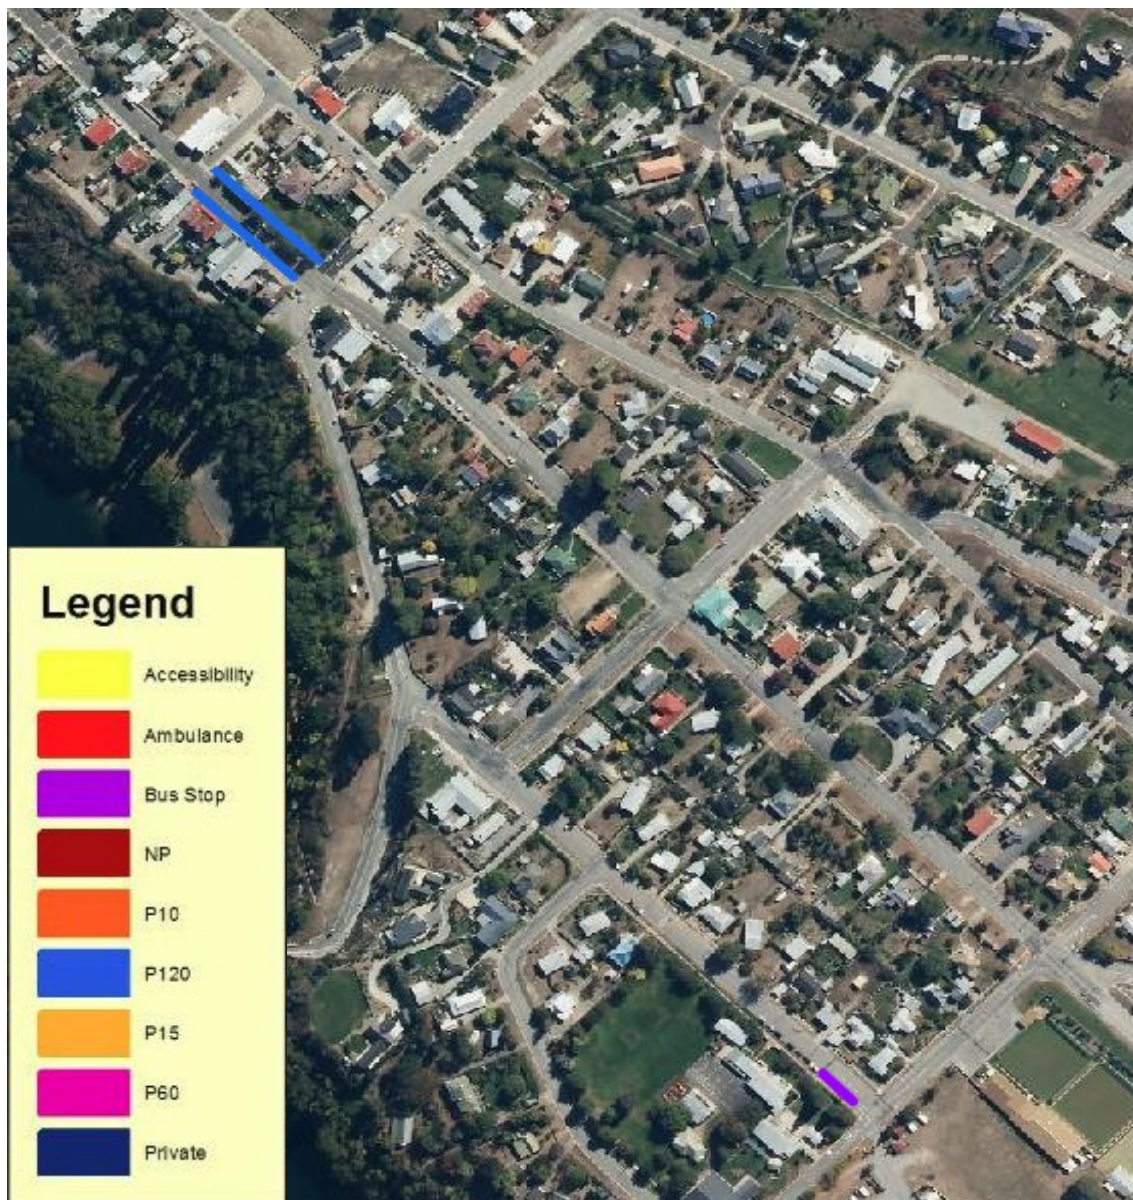 Legend
Accessibility
Ambulance
Bus Stop
NP
P10
P120
P15
P60
Private